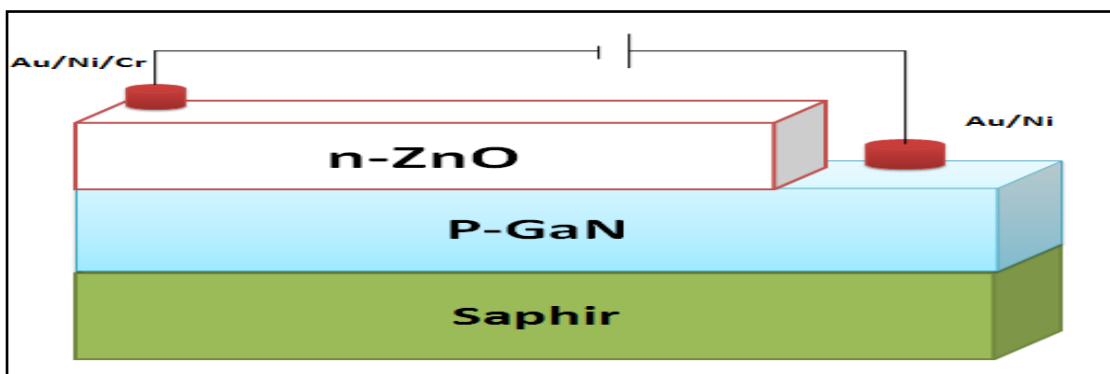 Au/Ni/Cr
Au/Ni
n-ZnO
P-GaN
Saphir